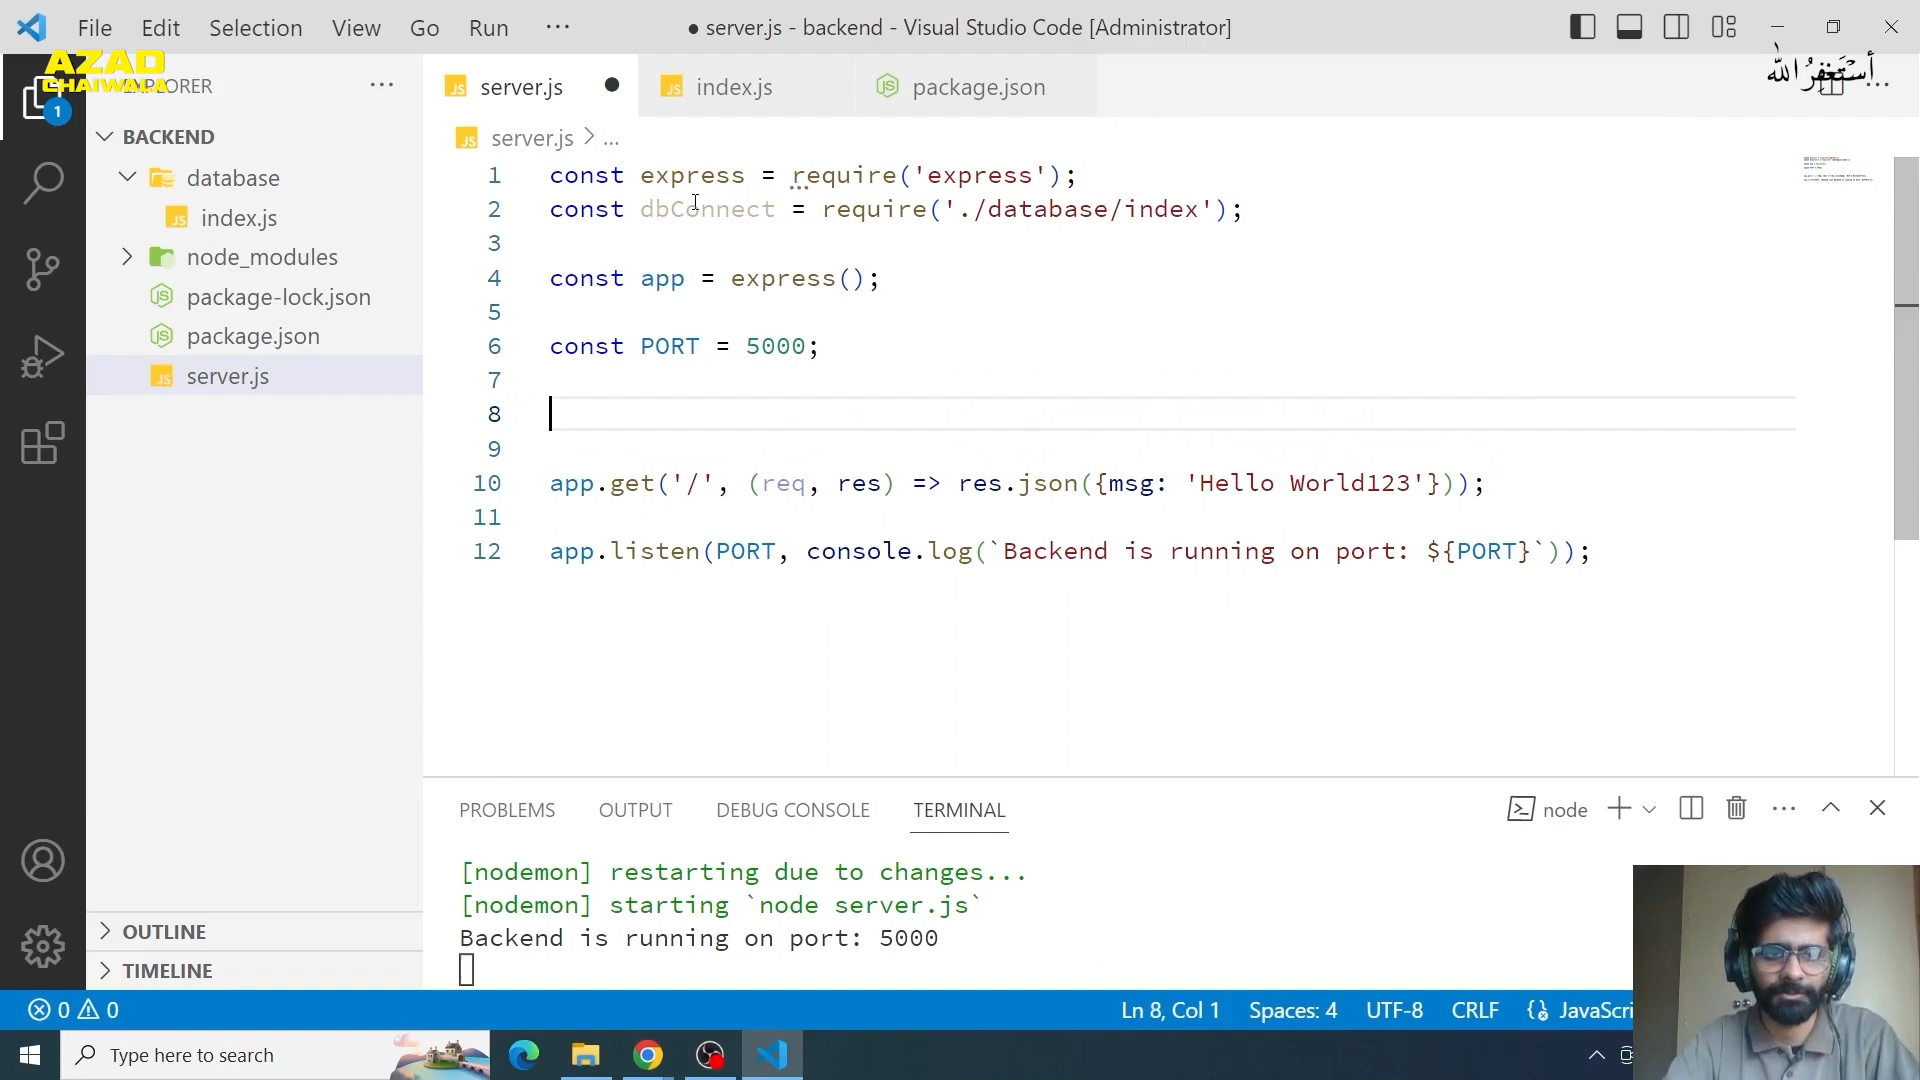 File Edit Selection View Go Run ··· ● server.js - backend - Visual Studio Code [Administrator]
AZAD
CHAIWALA
EXPLORER ···
server.js ● index.js package.json
أستغفر الله
1
BACKEND
database
index.js
node_modules
package-lock.json
package.json
server.js
server.js > ...
1 const express = require('express');
2 const dbConnect = require('./database/index');
3
4 const app = express();
5
6 const PORT = 5000;
7
8
9
10 app.get('/', (req, res) => res.json({msg: 'Hello World123'}));
11
12 app.listen(PORT, console.log(`Backend is running on port: ${PORT}`));
PROBLEMS OUTPUT DEBUG CONSOLE TERMINAL node
[nodemon] restarting due to changes...
[nodemon] starting `node server.js`
Backend is running on port: 5000
OUTLINE
TIMELINE
0 0 Ln 8, Col 1 Spaces: 4 UTF-8 CRLF JavaScri
Type here to search